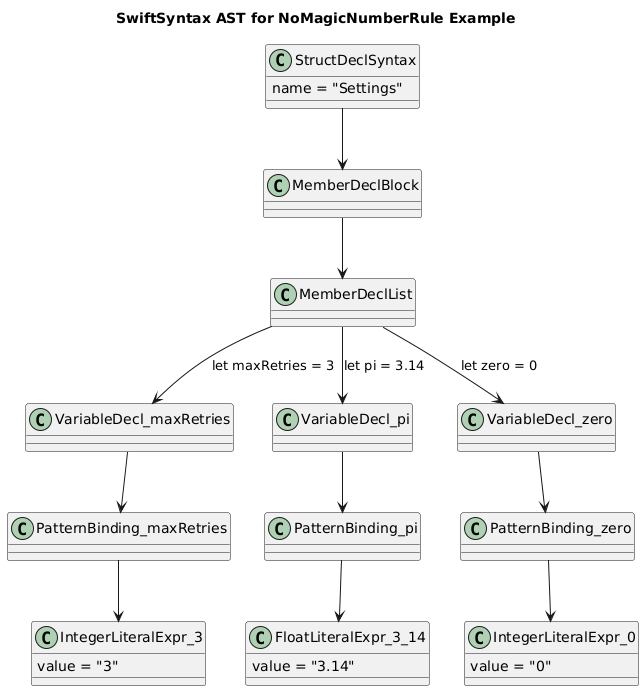 SwiftSyntax AST for NoMagicNumberRule Example
C StructDeclSyntax
name = "Settings"
C MemberDeclBlock
C MemberDeclList
let maxRetries = 3
let pi = 3.14
let zero = 0
C VariableDecl_maxRetries
C VariableDecl_pi
C VariableDecl_zero
C PatternBinding_maxRetries
C PatternBinding_pi
C PatternBinding_zero
C IntegerLiteralExpr_3
value = "3"
C FloatLiteralExpr_3_14
value = "3.14"
C IntegerLiteralExpr_0
value = "0"